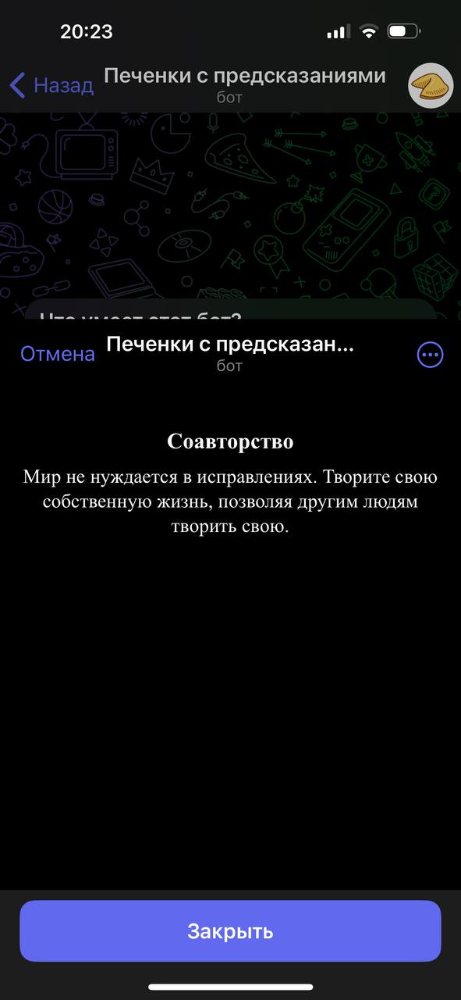 20:23
Назад
Печенки с предсказаниями
бот
Что умеет этот бот?
Отмена
Печенки с предсказан...
бот
Соавторство
Мир не нуждается в исправлениях. Творите свою
собственную жизнь, позволяя другим людям
творить свою.
Закрыть